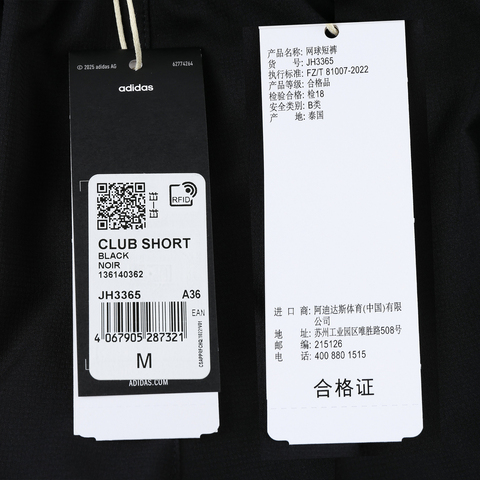 © 2025 adidas AG
62774264
adidas
RFID
CLUB SHORT
BLACK
NOIR
136140362
JH3365
A36
EAN
4 067905 287321
M
ADIDAS.COM
产品名称: 网球短裤
货 号: JH3365
执行标准: FZ/T 81007-2022
产品等级: 合格品
检验合格: 检18
安全类别: B类
产 地: 泰国
进 口 商: 阿迪达斯体育(中国)有限
公司
地 址: 苏州工业园区唯胜路508号
邮 编: 215126
电 话: 400 880 1515
合格证